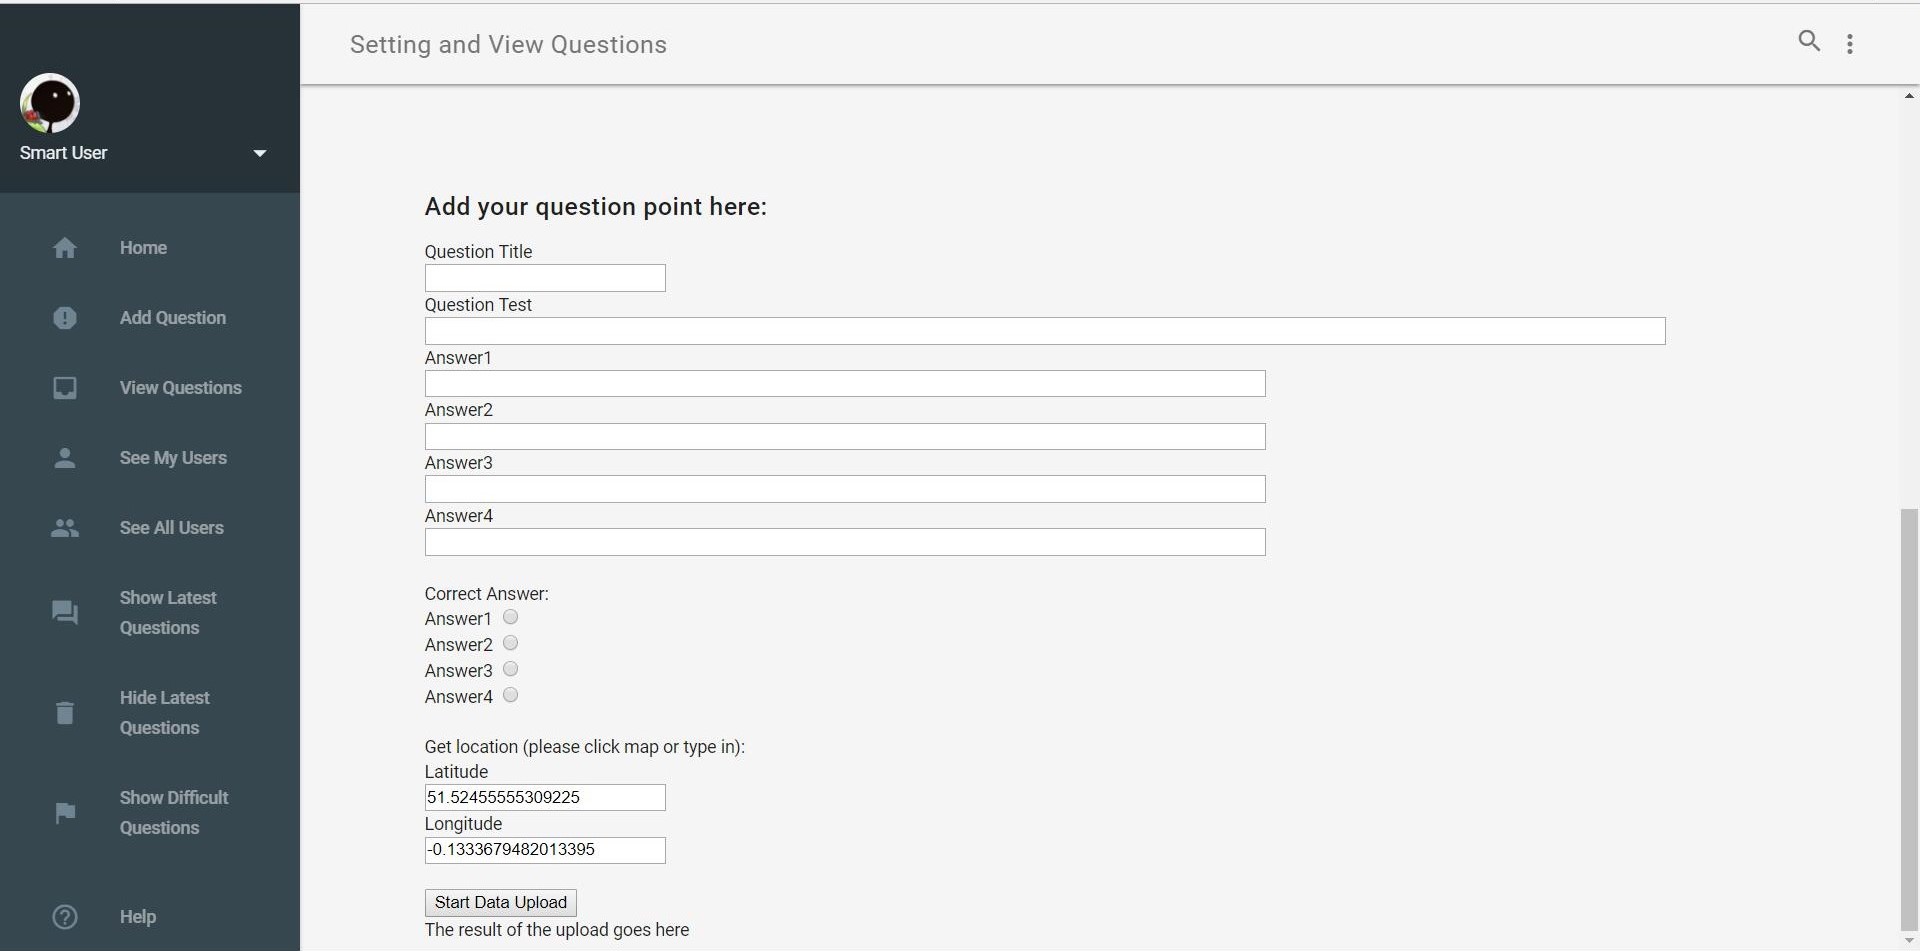 Setting and View Questions
Smart User
Home
Add Question
View Questions
See My Users
See All Users
Show Latest
Questions
Hide Latest
Questions
Show Difficult
Questions
Help
Add your question point here:
Question Title
Question Test
Answer1
Answer2
Answer3
Answer4
Correct Answer:
Answer1
Answer2
Answer3
Answer4
Get location (please click map or type in):
Latitude
51.52455555309225
Longitude
-0.1333679482013395
Start Data Upload
The result of the upload goes here